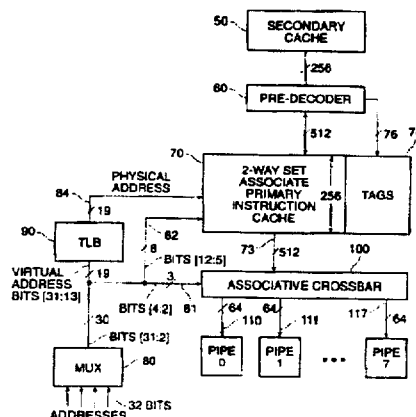 50
SECONDARY
CACHE
256
60
PRE-DECODER
512
76
70
7
PHYSICAL
ADDRESS
2-WAY SET
ASSOCIATE
PRIMARY
INSTRUCTION
CACHE
256
TAGS
84
19
90
TLB
62
8
73
512
100
BITS [12:5]
VIRTUAL
ADDRESS
BITS [31:13]
19
3
ASSOCIATIVE CROSSBAR
BITS [4:2]
61
30
64
110
64
111
117
64
BITS [31:2]
MUX
80
PIPE
0
PIPE
1
PIPE
7
32 BITS
ADDRESSES